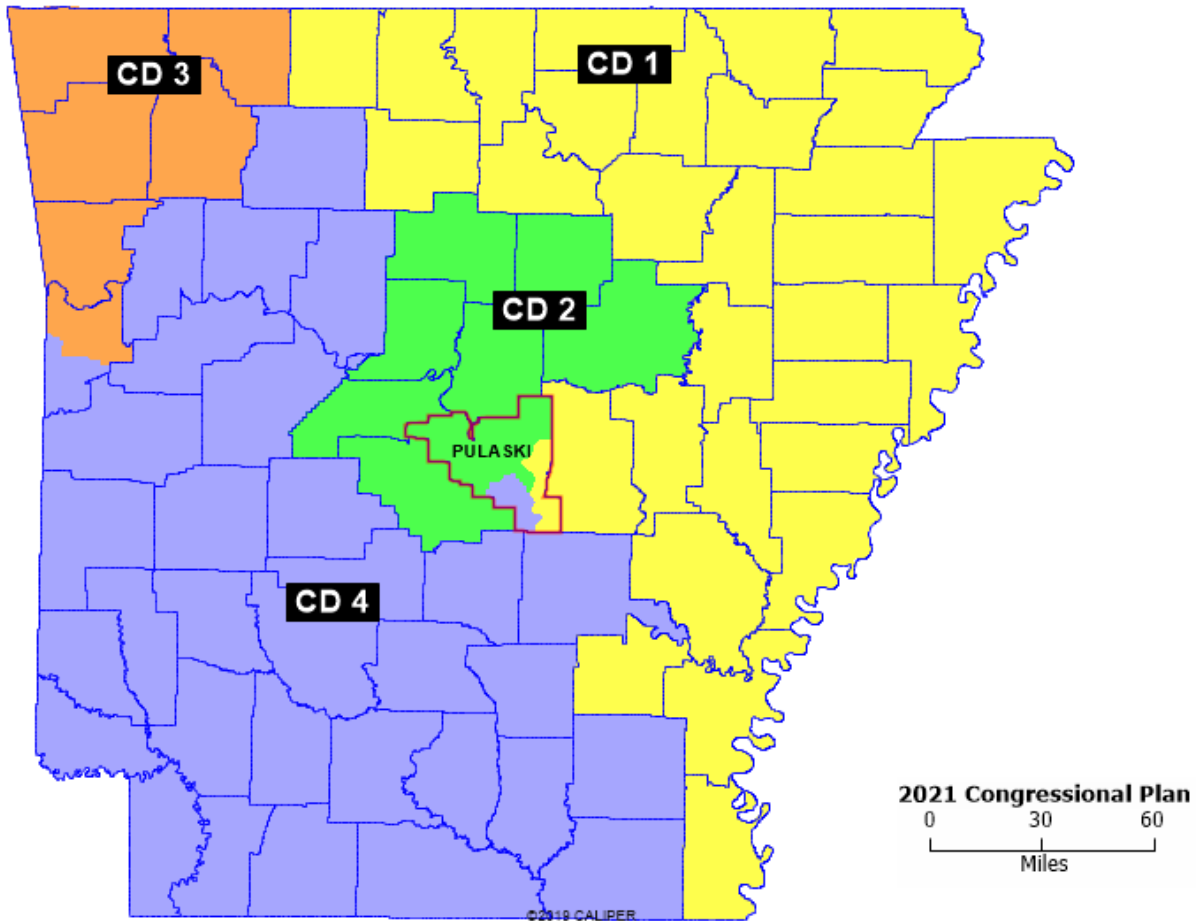 CD 3
CD 1
CD 2
PULASKI
CD 4
2021 Congressional Plan
0 30 60
Miles
©2019 CALIPER